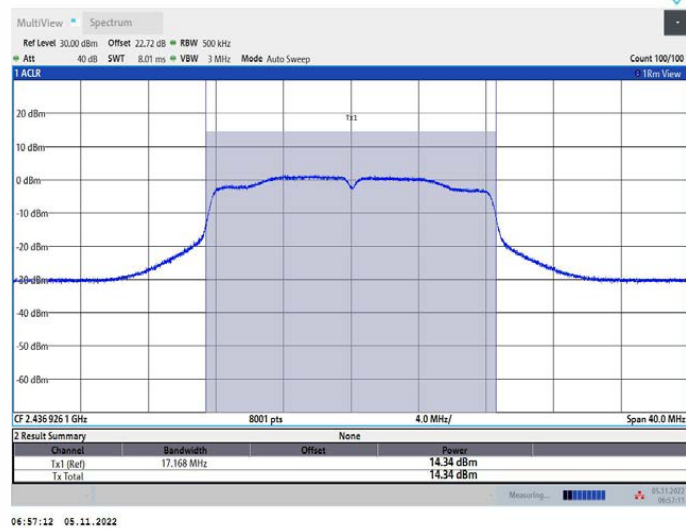 MultiView Spectrum
Ref Level 30.00 dBm Offset 22.72 dB RBW 500 kHz
Att 40 dB SWT 8.01 ms VBW 3 MHz Mode Auto Sweep Count 100/100
1 ACLR 1Rm View
Tx1
20 dBm
10 dBm
0 dBm
-10 dBm
-20 dBm
-30 dBm
-40 dBm
-50 dBm
-60 dBm
CF 2.436 926 1 GHz 8001 pts 4.0 MHz/ Span 40.0 MHz
2 Result Summary None
Channel Bandwidth Offset Power
Tx1 (Ref) 17.168 MHz 14.34 dBm
Tx Total 14.34 dBm
Measuring... 05.11.2022
06:57:11
06:57:12 05.11.2022